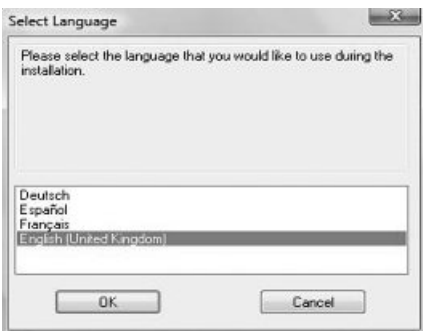 Select Language
Please select the language that you would like to use during the
installation.
Deutsch
Español
Français
English (United Kingdom)
OK
Cancel